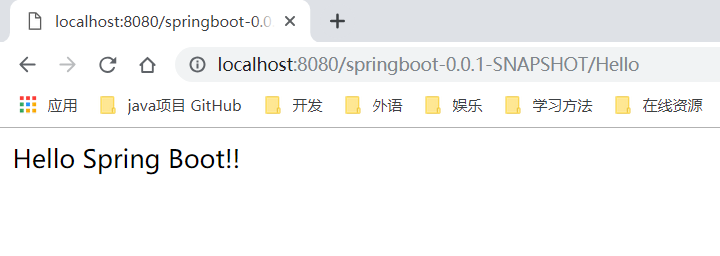 localhost:8080/springboot-0.0
localhost:8080/springboot-0.0.1-SNAPSHOT/Hello
应用 java项目 GitHub 开发 外语 娱乐 学习方法 在线资源
Hello Spring Boot!!